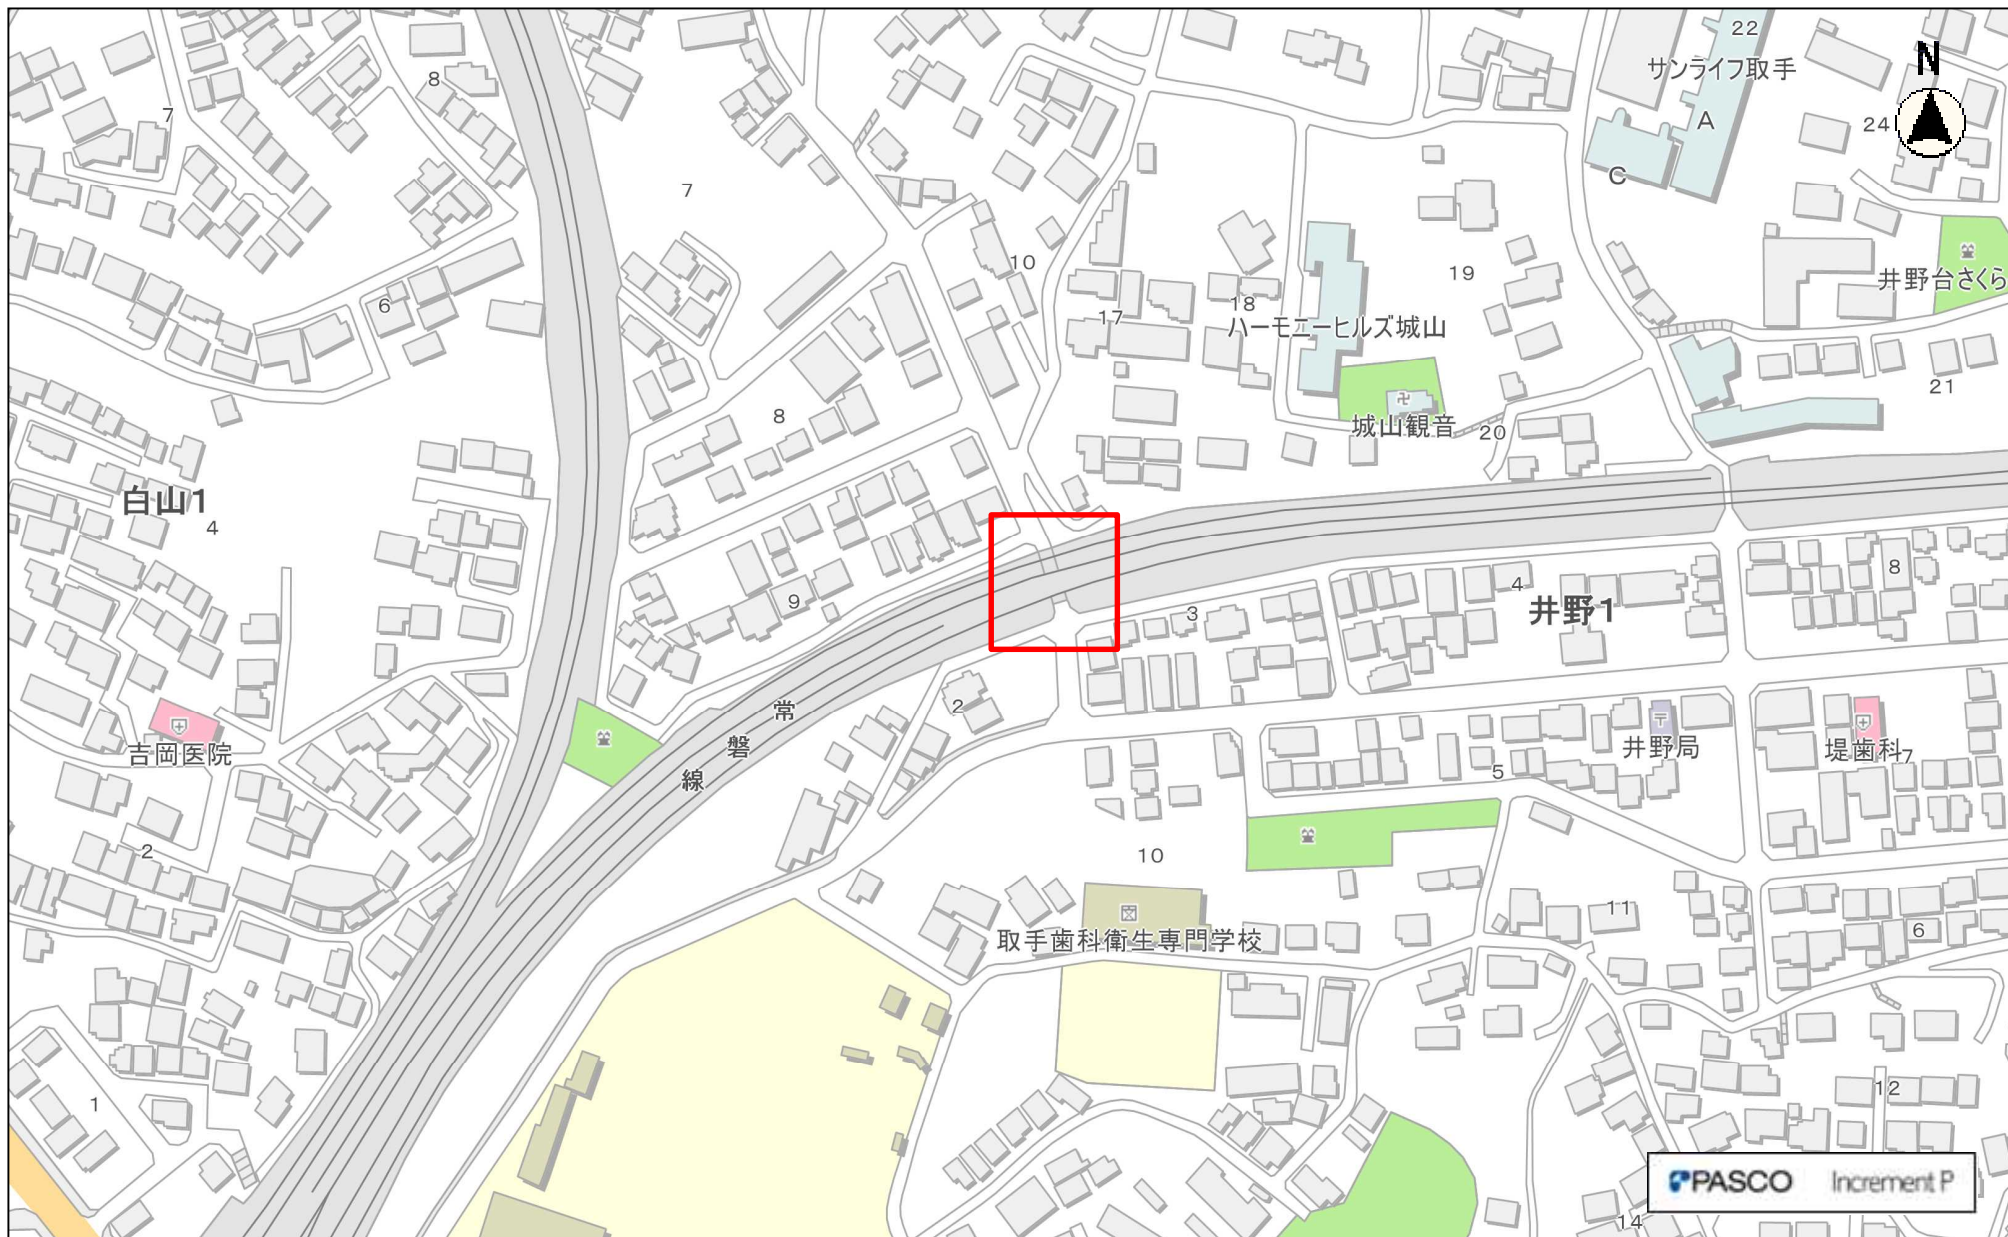 22
サンライフ取手
N
8
7
A
24
C
7
10
19
井野台さくら
6
18
17
ハーモニーヒルズ城山
21
8
城山観音
20
白山1
4
9
3
4
井野1
8
常
磐
線
2
吉岡医院
井野局
堤歯科
7
5
2
10
11
6
取手歯科衛生専門学校
1
12
14
PASCO Increment P